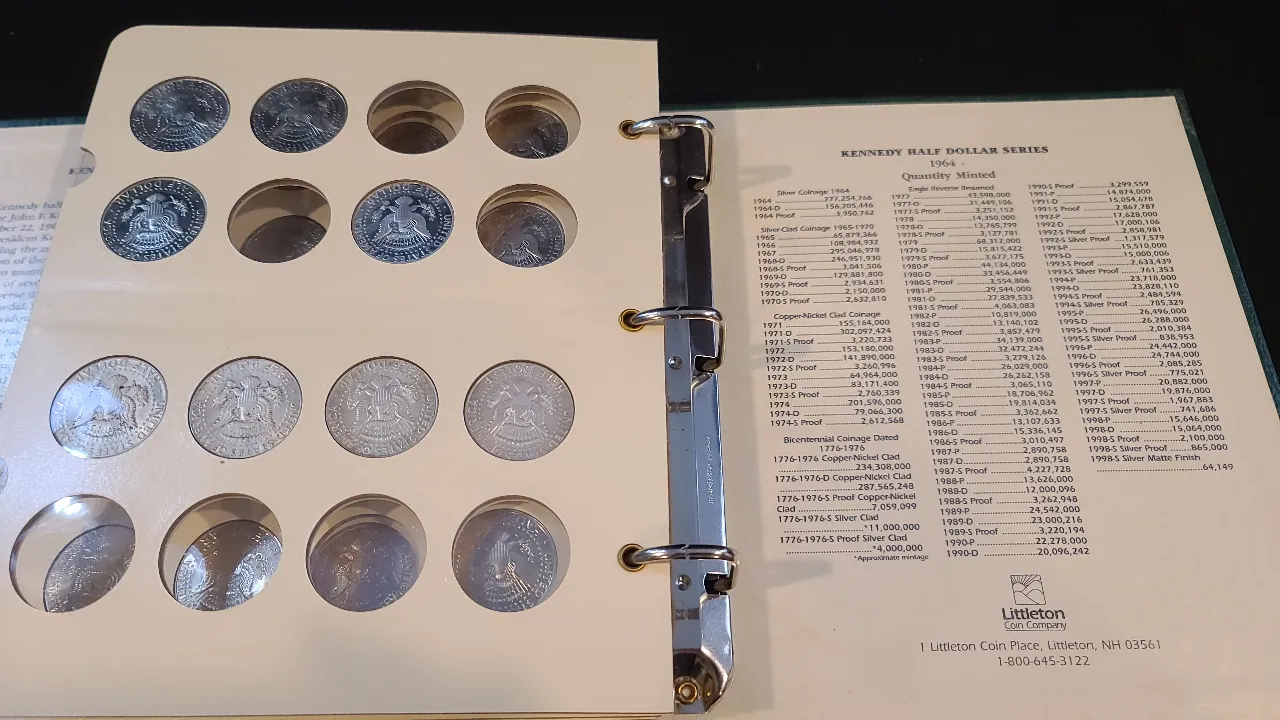 KENNEDY HALF DOLLAR SERIES
1964 -
Quantity Minted
Silver Coinage 1964
1964 ..........277,254,766
1964-D ..........156,205,446
1964 Proof ..........3,950,762
Silver-Clad Coinage 1965-1970
1965 ..........65,879,366
1966 ..........108,984,932
1967 ..........295,046,978
1968-D ..........246,951,930
1968-S Proof ..........3,041,506
1969-D ..........129,881,800
1969-S Proof ..........2,934,631
1970-D ..........2,150,000
1970-S Proof ..........2,632,810
Copper-Nickel Clad Coinage
1971 ..........155,164,000
1971-D ..........302,097,424
1971-S Proof ..........3,220,733
1972 ..........153,180,000
1972-D ..........141,890,000
1972-S Proof ..........3,260,996
1973 ..........64,964,000
1973-D ..........83,171,400
1973-S Proof ..........2,760,339
1974 ..........201,596,000
1974-D ..........79,066,300
1974-S Proof ..........2,612,568
Bicentennial Coinage Dated
1776-1976
1776-1976 Copper-Nickel Clad
..........234,308,000
1776-1976-D Copper-Nickel Clad
..........287,565,248
1776-1976-S Proof Copper-Nickel
Clad ..........7,059,099
1776-1976-S Silver Clad
..........*11,000,000
1776-1976-S Proof Silver Clad
..........*4,000,000
*Approximate mintage
Eagle Reverse Resumed
1977 ..........43,598,000
1977-D ..........31,449,106
1977-S Proof ..........3,251,152
1978 ..........14,350,000
1978-D ..........13,765,799
1978-S Proof ..........3,127,781
1979 ..........68,312,000
1979-D ..........15,815,422
1979-S Proof ..........3,677,175
1980-P ..........44,134,000
1980-D ..........33,456,449
1980-S Proof ..........3,554,806
1981-P ..........29,544,000
1981-D ..........27,839,533
1981-S Proof ..........4,063,083
1982-P ..........10,819,000
1982-D ..........13,140,102
1982-S Proof ..........3,857,479
1983-P ..........34,139,000
1983-D ..........32,472,244
1983-S Proof ..........3,279,126
1984-P ..........26,029,000
1984-D ..........26,262,158
1984-S Proof ..........3,065,110
1985-P ..........18,706,962
1985-D ..........19,814,034
1985-S Proof ..........3,362,662
1986-P ..........13,107,633
1986-D ..........15,336,145
1986-S Proof ..........3,010,497
1987-P ..........2,890,758
1987-D ..........2,890,758
1987-S Proof ..........4,227,728
1988-P ..........13,626,000
1988-D ..........12,000,096
1988-S Proof ..........3,262,948
1989-P ..........24,542,000
1989-D ..........23,000,216
1989-S Proof ..........3,220,194
1990-P ..........22,278,000
1990-D ..........20,096,242
1990-S Proof ..........3,299,559
1991-P ..........14,874,000
1991-D ..........15,054,678
1991-S Proof ..........2,867,787
1992-P ..........17,628,000
1992-D ..........17,000,106
1992-S Proof ..........2,858,981
1992-S Silver Proof ..........1,317,579
1993-P ..........15,510,000
1993-D ..........15,000,006
1993-S Proof ..........2,633,439
1993-S Silver Proof ..........761,353
1994-P ..........23,718,000
1994-D ..........23,828,110
1994-S Proof ..........2,484,594
1994-S Silver Proof ..........785,329
1995-P ..........26,496,000
1995-D ..........26,288,000
1995-S Proof ..........2,010,384
1995-S Silver Proof ..........838,953
1996-P ..........24,442,000
1996-D ..........24,744,000
1996-S Proof ..........2,085,285
1996-S Silver Proof ..........775,021
1997-P ..........20,882,000
1997-D ..........19,876,000
1997-S Proof ..........1,967,883
1997-S Silver Proof ..........741,686
1998-P ..........15,646,000
1998-D ..........15,064,000
1998-S Proof ..........2,100,000
1998-S Silver Proof ..........865,000
1998-S Silver Matte Finish
..........64,149
Littleton
Coin Company
1 Littleton Coin Place, Littleton, NH 03561
1-800-645-3122